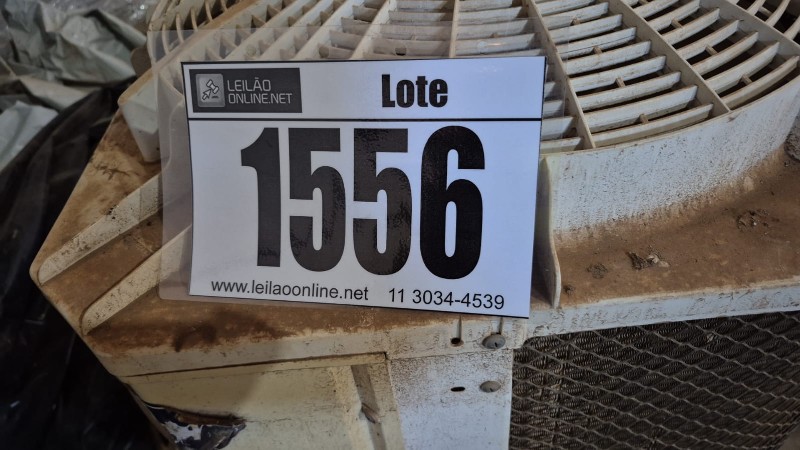 LEILÃO
ONLINE.NET
Lote
1556
www.leilaoonline.net 11 3034-4539